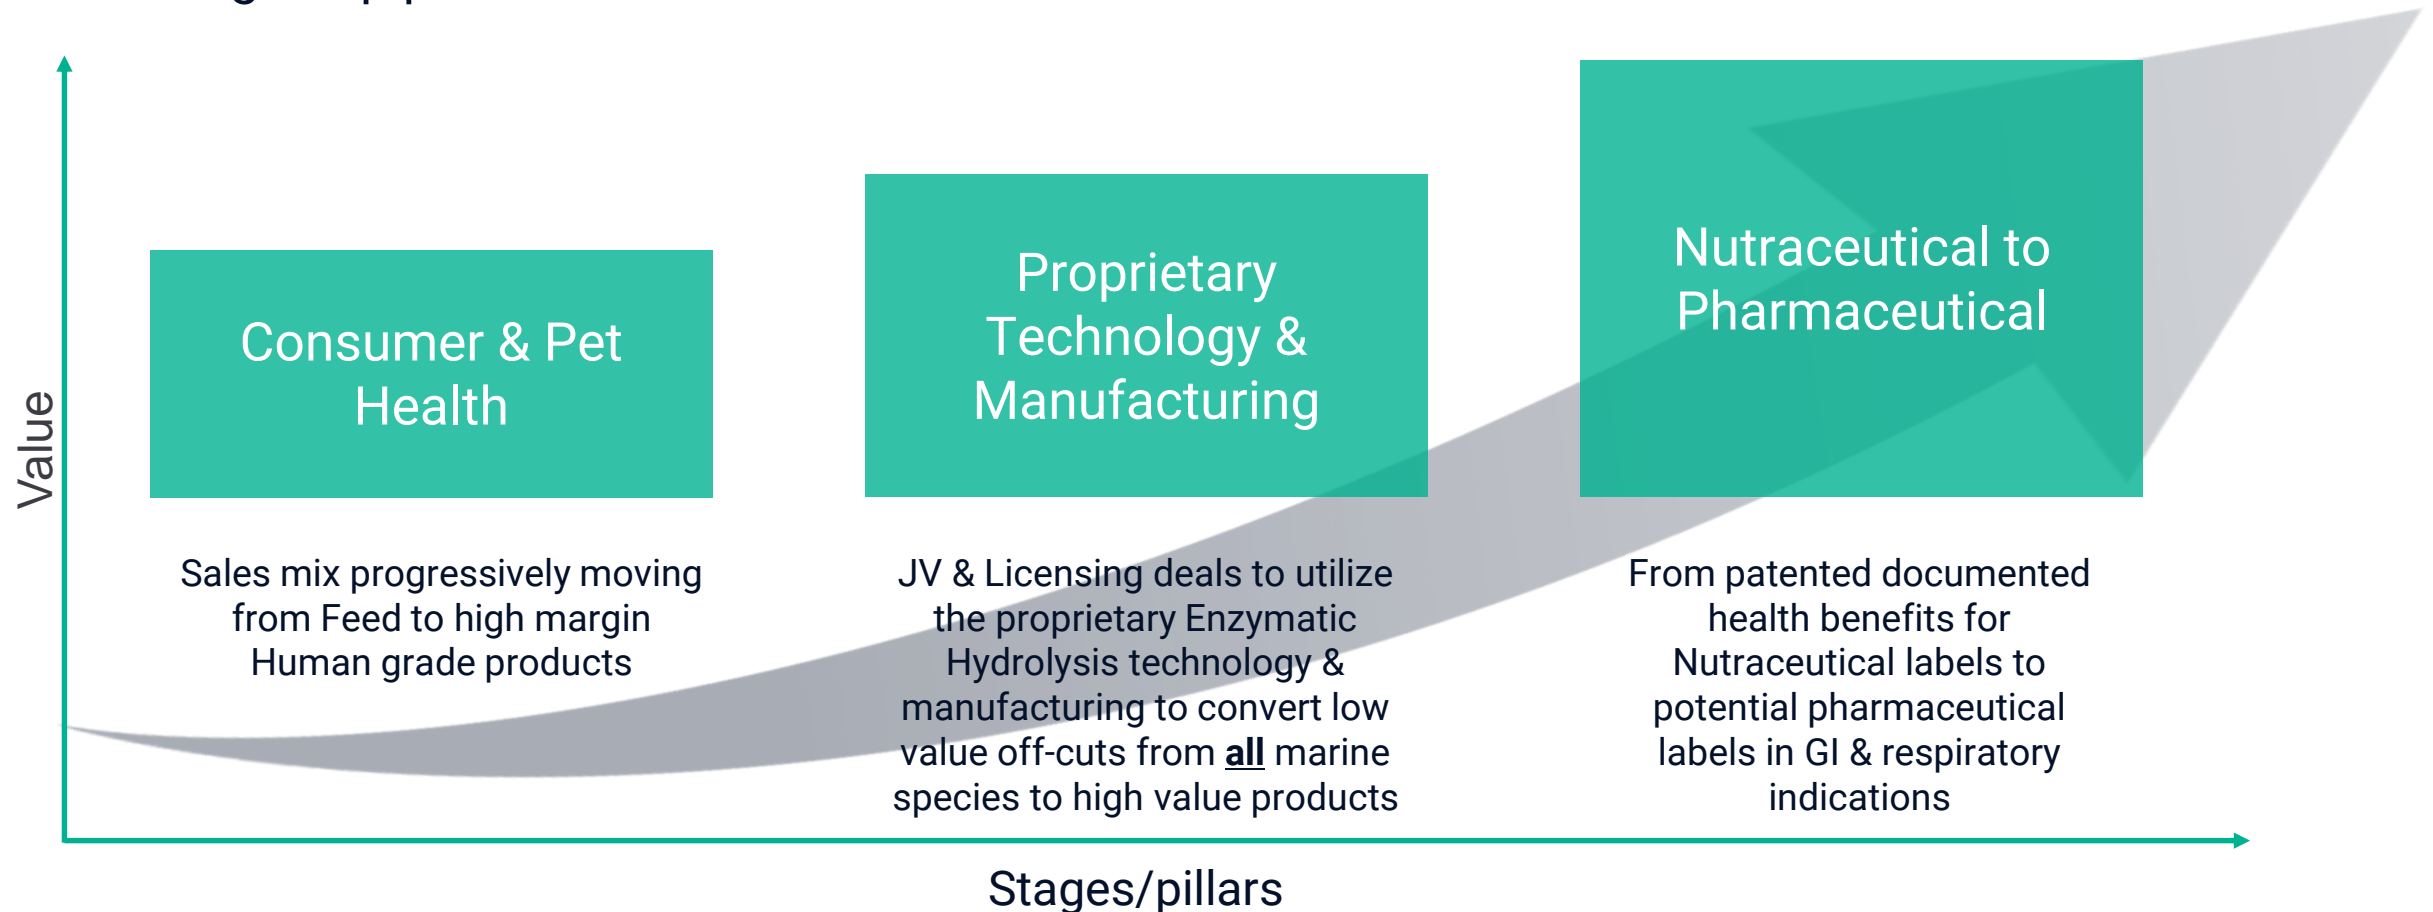 Value
Consumer & Pet
Health
Sales mix progressively moving
from Feed to high margin
Human grade products
Proprietary
Technology &
Manufacturing
JV & Licensing deals to utilize
the proprietary Enzymatic
Hydrolysis technology &
manufacturing to convert low
value off-cuts from all marine
species to high value products
Nutraceutical to
Pharmaceutical
From patented documented
health benefits for
Nutraceutical labels to
potential pharmaceutical
labels in GI & respiratory
indications
Stages/pillars